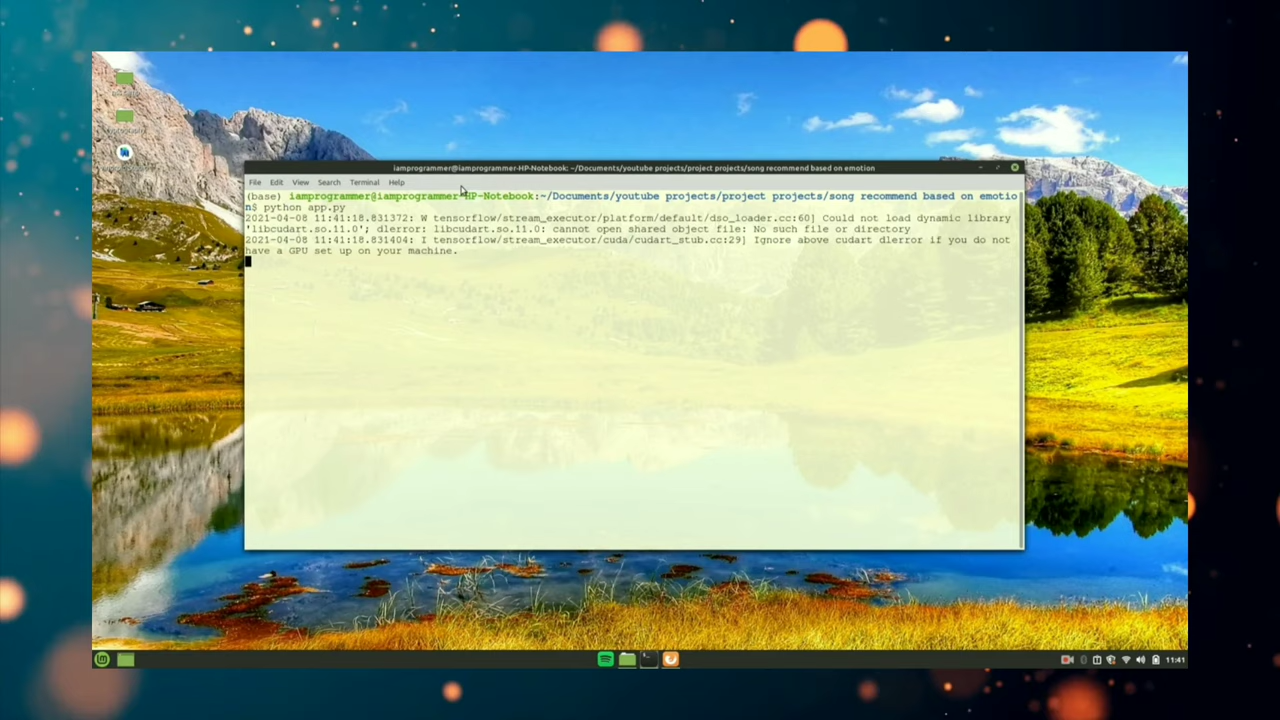 iamprogrammer@iamprogrammer-HP-Notebook: ~/Documents/youtube projects/project projects/song recommend based on emotion
File Edit View Search Terminal Help
(base) iamprogrammer@iamprogrammer-HP-Notebook:~/Documents/youtube projects/project projects/song recommend based on emotio
n$ python app.py
2021-04-08 11:41:18.831372: W tensorflow/stream_executor/platform/default/dso_loader.cc:60] Could not load dynamic library
'libcudart.so.11.0'; dlerror: libcudart.so.11.0: cannot open shared object file: No such file or directory
2021-04-08 11:41:18.831404: I tensorflow/stream_executor/cuda/cudart_stub.cc:29] Ignore above cudart dlerror if you do not
have a GPU set up on your machine.
11:41